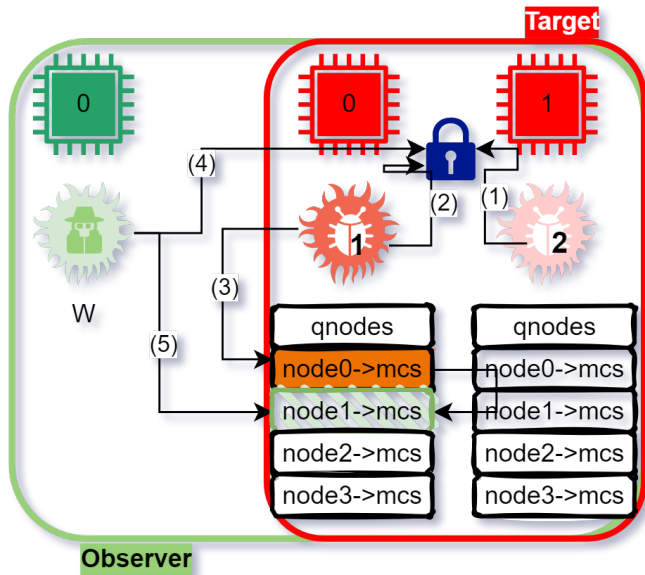 Target
0
0
1
(4)
(2)
(1)
1
2
W
(3)
(5)
qnodes
node0->mcs
node1->mcs
node2->mcs
node3->mcs
qnodes
node0->mcs
node1->mcs
node2->mcs
node3->mcs
Observer